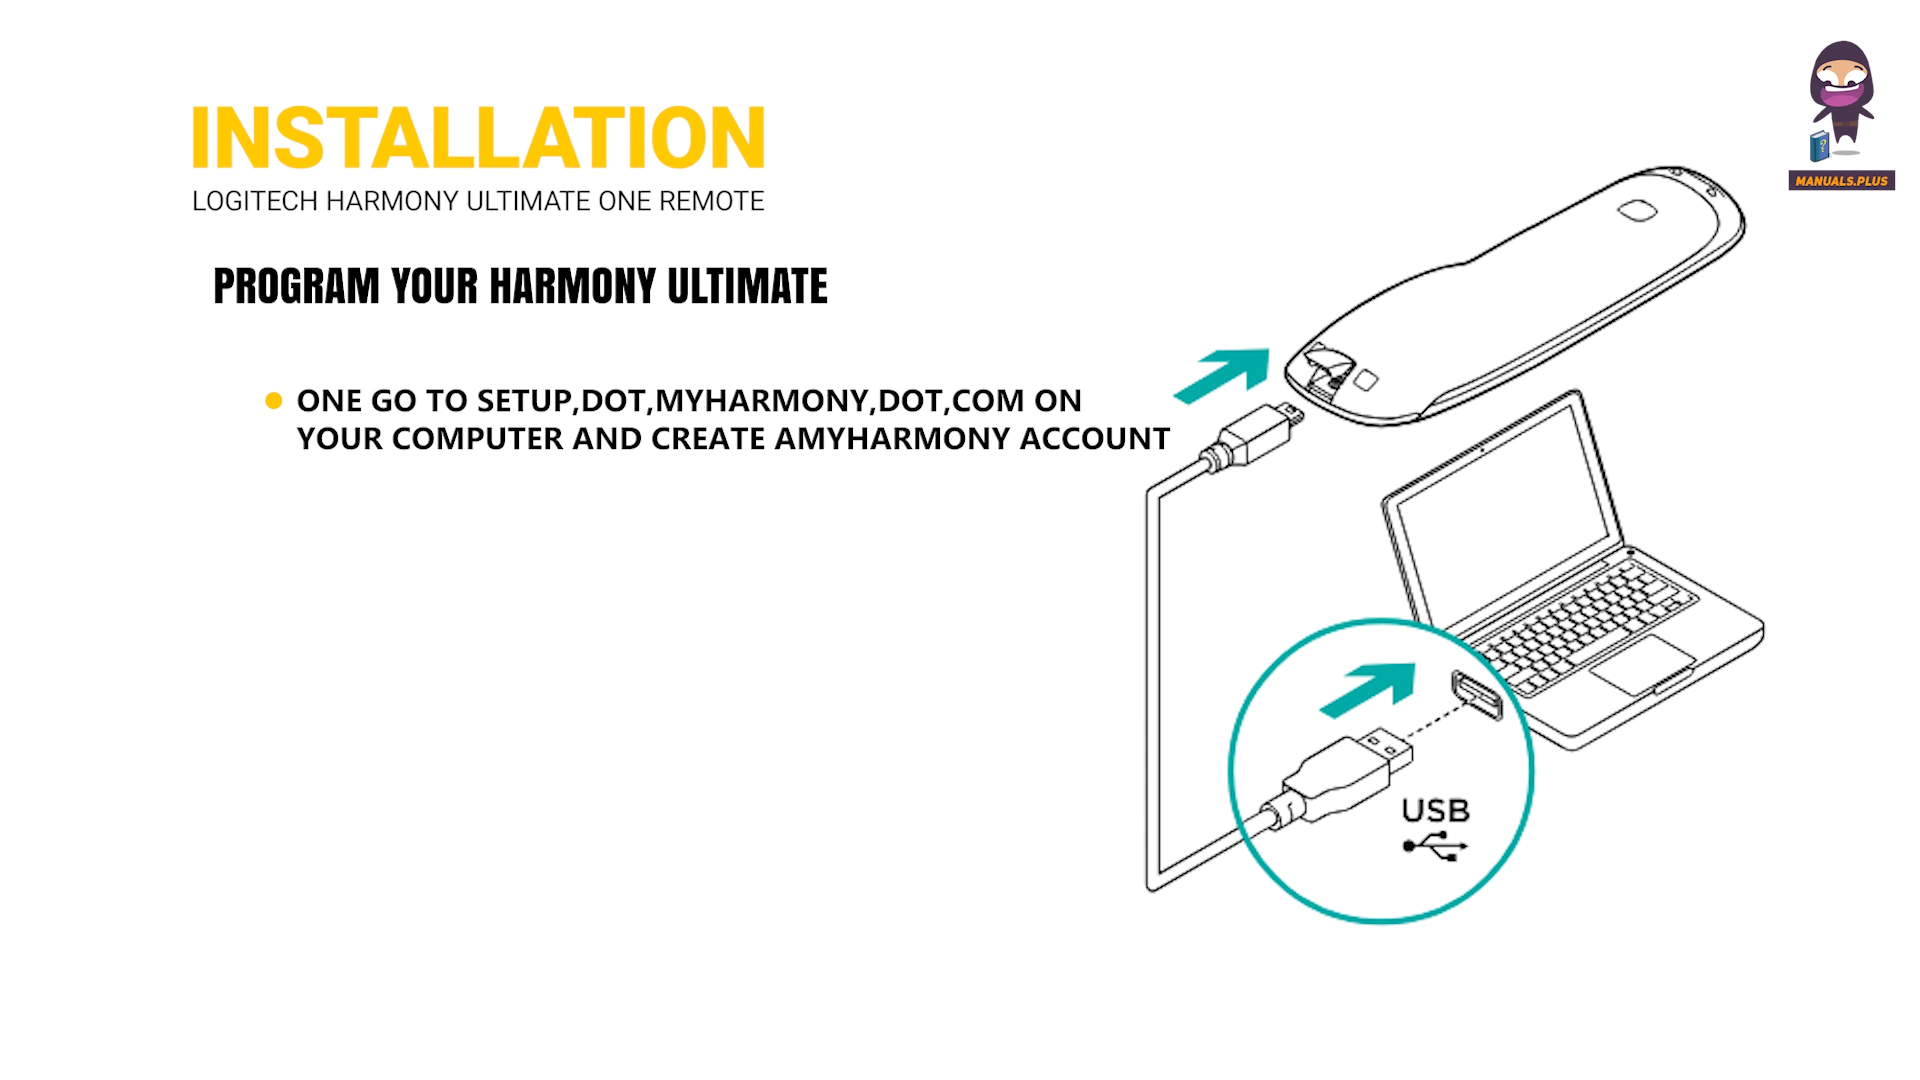 INSTALLATION
LOGITECH HARMONY ULTIMATE ONE REMOTE
PROGRAM YOUR HARMONY ULTIMATE
ONE GO TO SETUP,DOT,MYHARMONY,DOT,COM ON
YOUR COMPUTER AND CREATE AMYHARMONY ACCOUNT
?
MANUALS.PLUS
USB